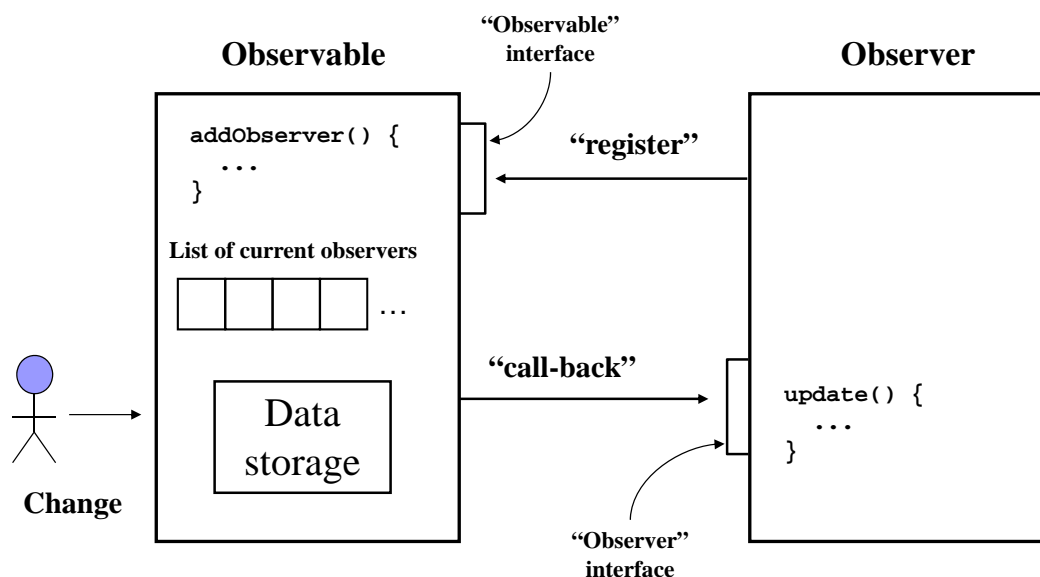 “Observable”
interface
Observable
Observer
addObserver() {
...
}
“register”
List of current observers
...
“call-back”
Data
storage
update() {
...
}
Change
“Observer”
interface